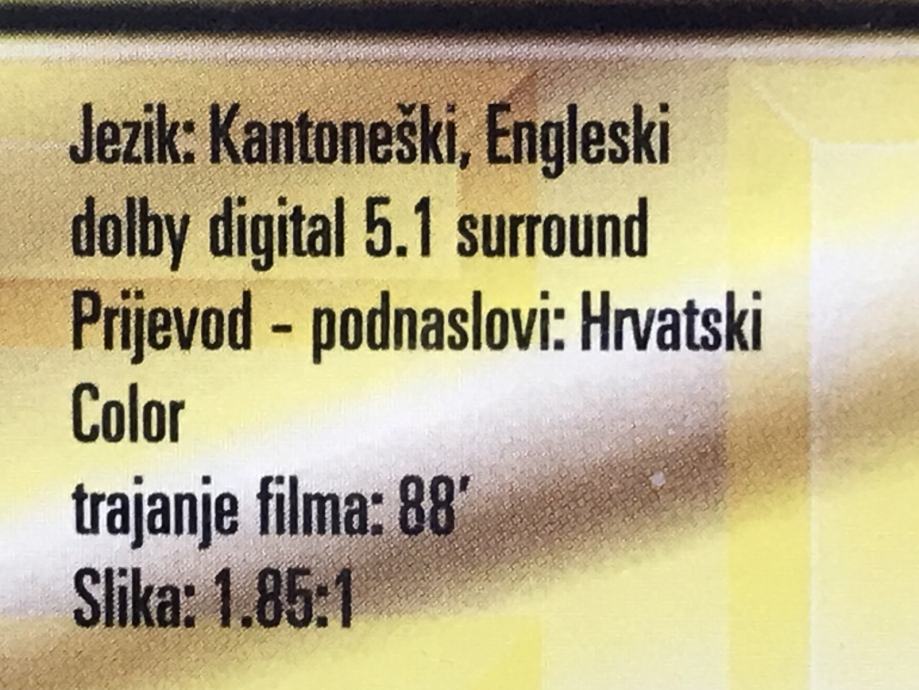 Jezik: Kantoneški, Engleski
dolby digital 5.1 surround
Prijevod - podnaslovi: Hrvatski
Color
trajanje filma: 88'
Slika: 1.85:1